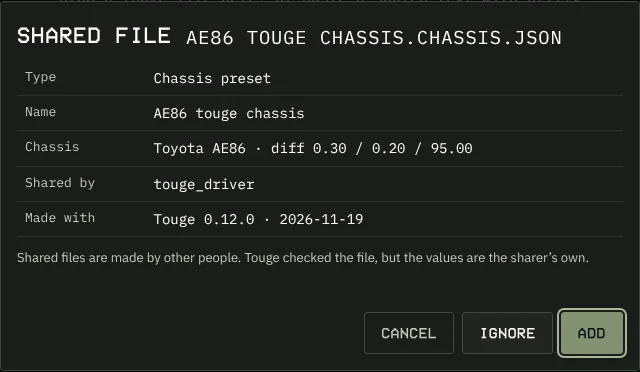 SHARED FILE AE86 TOUGE CHASSIS.CHASSIS.JSON
Type Chassis preset
Name AE86 touge chassis
Chassis Toyota AE86 · diff 0.30 / 0.20 / 95.00
Shared by touge_driver
Made with Touge 0.12.0 · 2026-11-19
Shared files are made by other people. Touge checked the file, but the values are the sharer’s own.
CANCEL IGNORE ADD